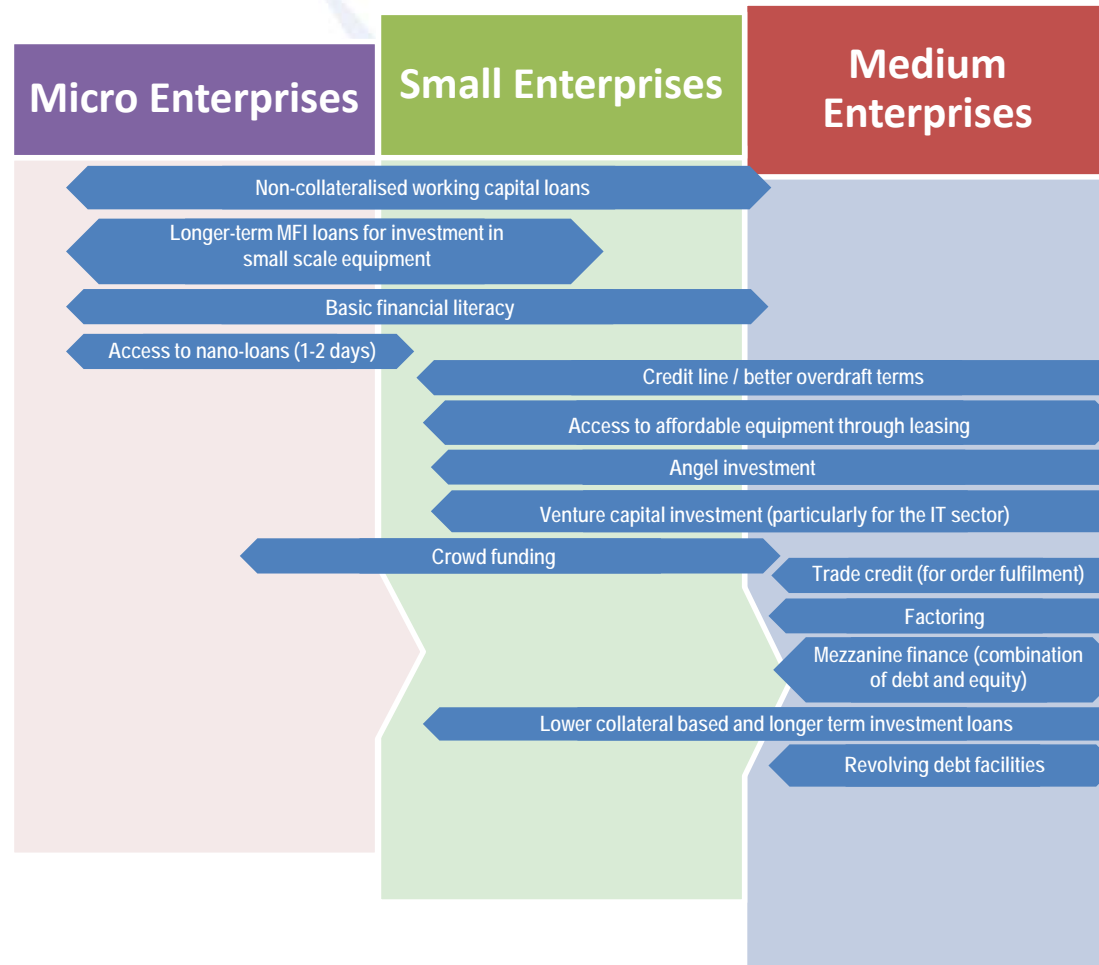 Micro Enterprises
Small Enterprises
Medium
Enterprises
Non-collateralised working capital loans
Longer-term MFI loans for investment in
small scale equipment
Basic financial literacy
Access to nano-loans (1-2 days)
Credit line / better overdraft terms
Access to affordable equipment through leasing
Angel investment
Venture capital investment (particularly for the IT sector)
Crowd funding
Trade credit (for order fulfilment)
Factoring
Mezzanine finance (combination
of debt and equity)
Lower collateral based and longer term investment loans
Revolving debt facilities